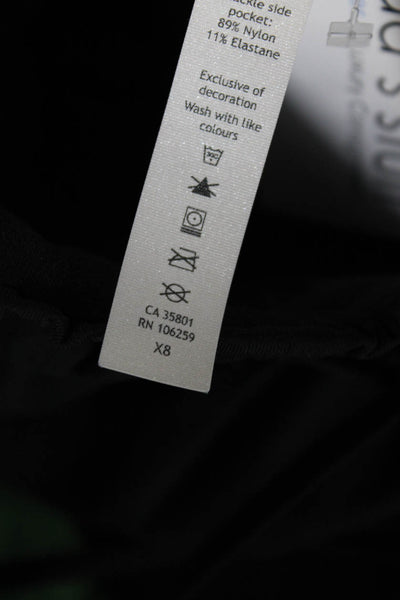 side
pocket:
89% Nylon
11% Elastane
Exclusive of
decoration
Wash with like
colours
CA 35801
RN 106259
X8